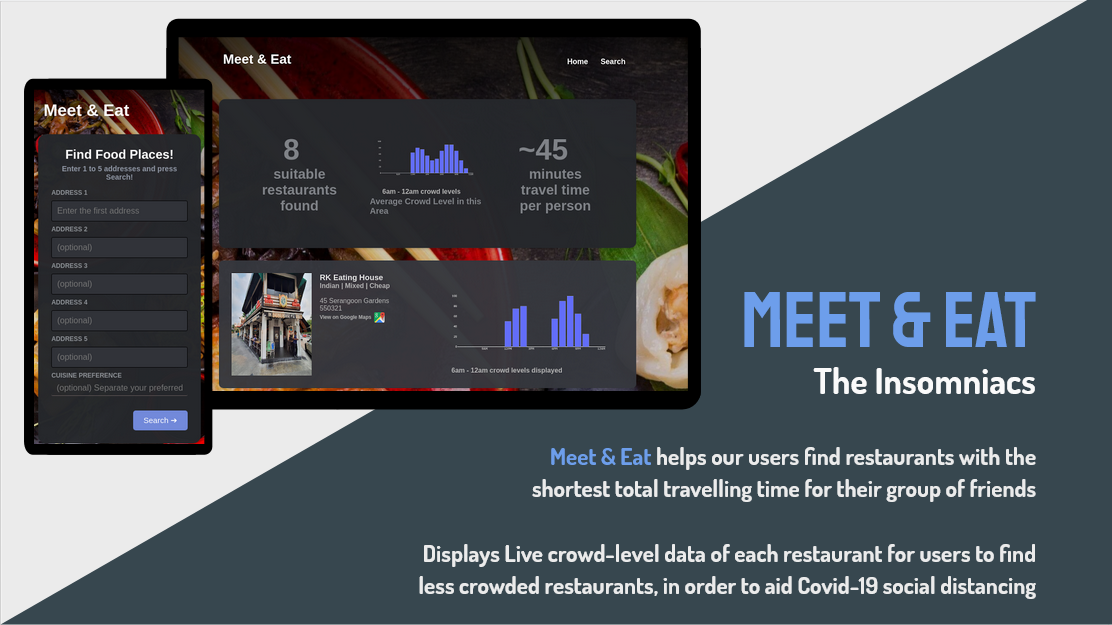 Meet & Eat
Find Food Places!
Enter 1 to 5 addresses and press
Search!
ADDRESS 1
Enter the first address
ADDRESS 2
(optional)
ADDRESS 3
(optional)
ADDRESS 4
(optional)
ADDRESS 5
(optional)
CUISINE PREFERENCE
(optional) Separate your preferred
Search ➔
Meet & Eat
Home Search
8
suitable
restaurants
found
6am - 12am crowd levels
Average Crowd Level in this
Area
~45
minutes
travel time
per person
RK Eating House
Indian | Mixed | Cheap
45 Serangoon Gardens
550321
View on Google Maps
6am - 12am crowd levels displayed
MEET & EAT
The Insomniacs
Meet & Eat helps our users find restaurants with the
shortest total travelling time for their group of friends
Displays Live crowd-level data of each restaurant for users to find
less crowded restaurants, in order to aid Covid-19 social distancing